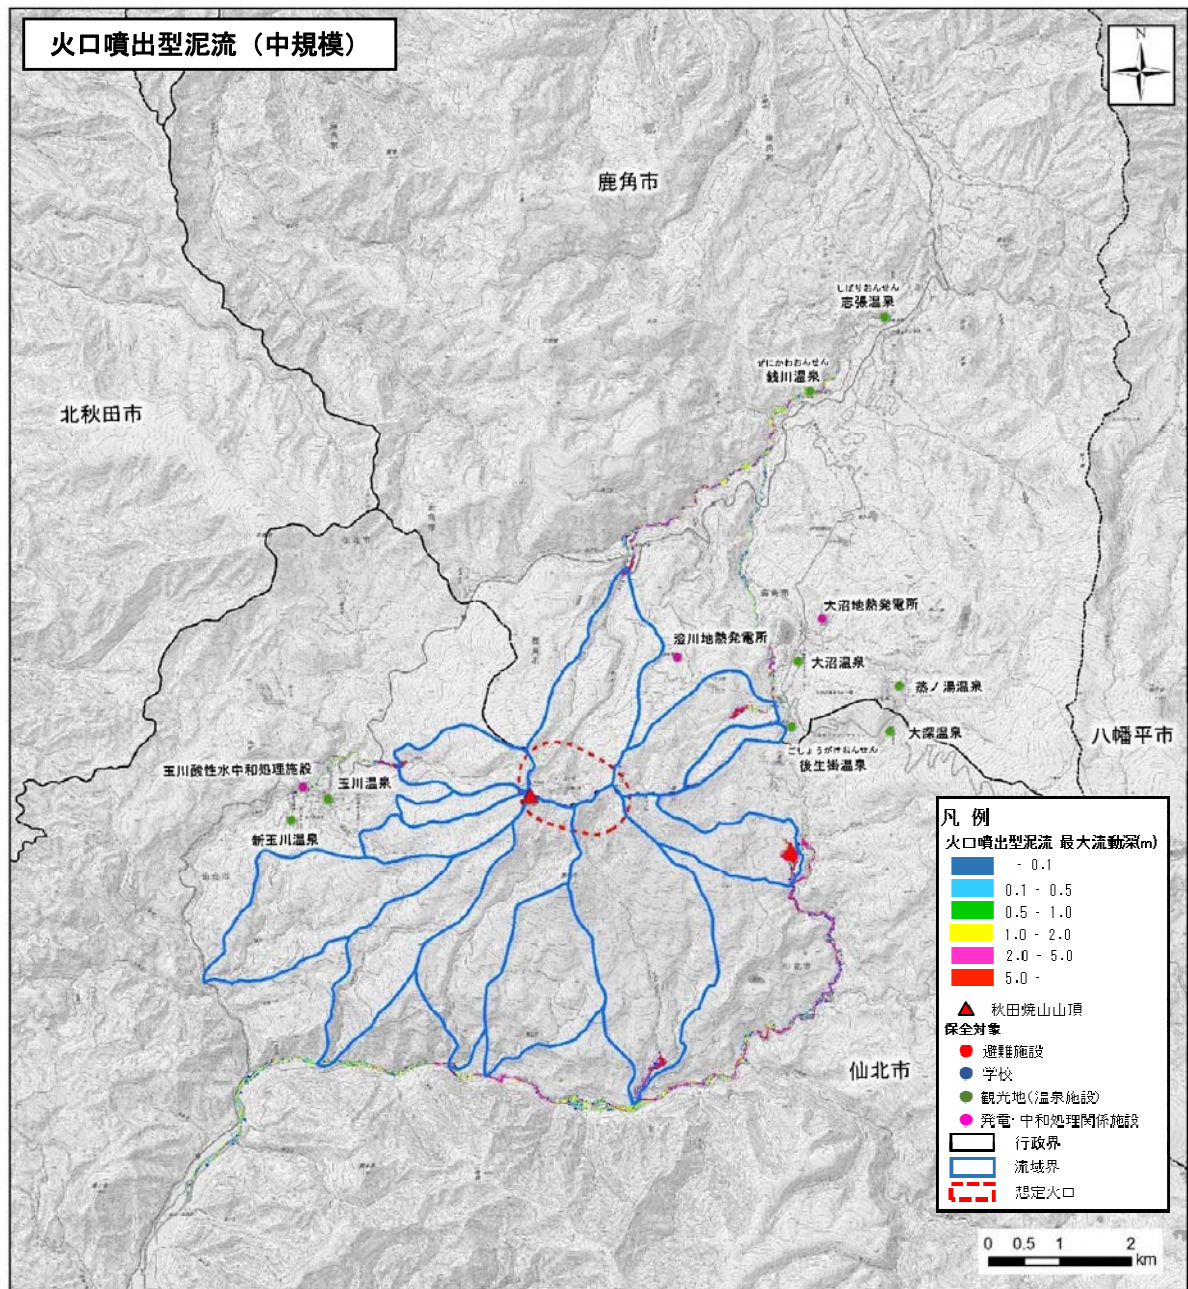 火口噴出型泥流（中規模）
N
鹿角市
しばりおんせん
志張温泉
ぜにかわおんせん
銭川温泉
北秋田市
大沼地熱発電所
澄川地熱発電所
大沼温泉
蒸ノ湯温泉
大深温泉
八幡平市
ごしょうがけおんせん
後生掛温泉
玉川酸性水中和処理施設
玉川温泉
新玉川温泉
仙北市
凡 例
火口噴出型泥流 最大流動深(m)
- 0.1
0.1 - 0.5
0.5 - 1.0
1.0 - 2.0
2.0 - 5.0
5.0 -
秋田焼山山頂
保全対象
避難施設
学校
観光地(温泉施設)
発電・中和処理関係施設
行政界
流域界
想定火口
0 0.5 1 2
km